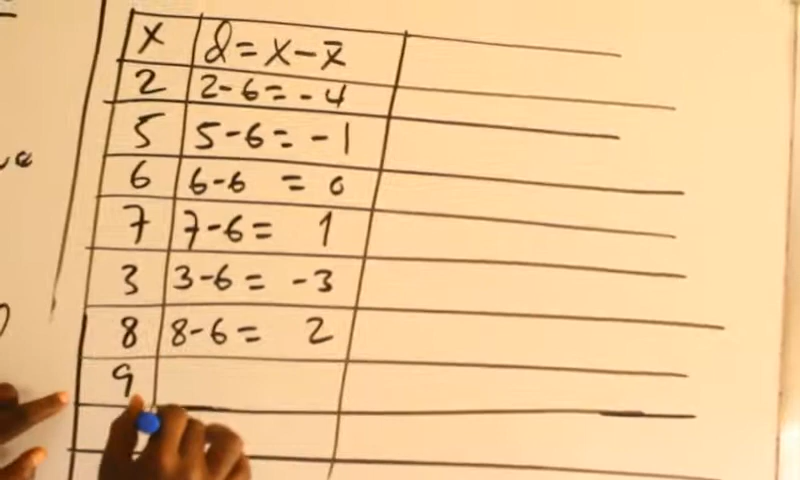 x d = x - x̄
2 2-6 = -4
5 5-6 = -1
6 6-6 = 0
7 7-6 = 1
3 3-6 = -3
8 8-6 = 2
9